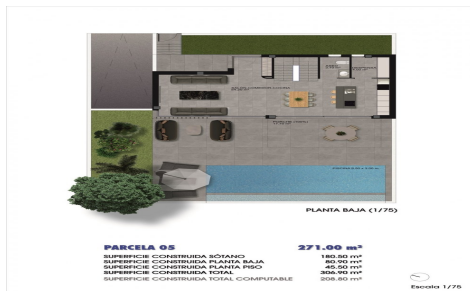 PLANTA BAJA (1/75)
PARCELA 05 271.00 m²
SUPERFICIE CONSTRUIDA SÓTANO 180.50 m²
SUPERFICIE CONSTRUIDA PLANTA BAJA 80.90 m²
SUPERFICIE CONSTRUIDA PLANTA PISO 45.50 m²
SUPERFICIE CONSTRUIDA TOTAL 306.90 m²
SUPERFICIE CONSTRUIDA TOTAL COMPUTABLE 208.80 m²
Escala 1/75